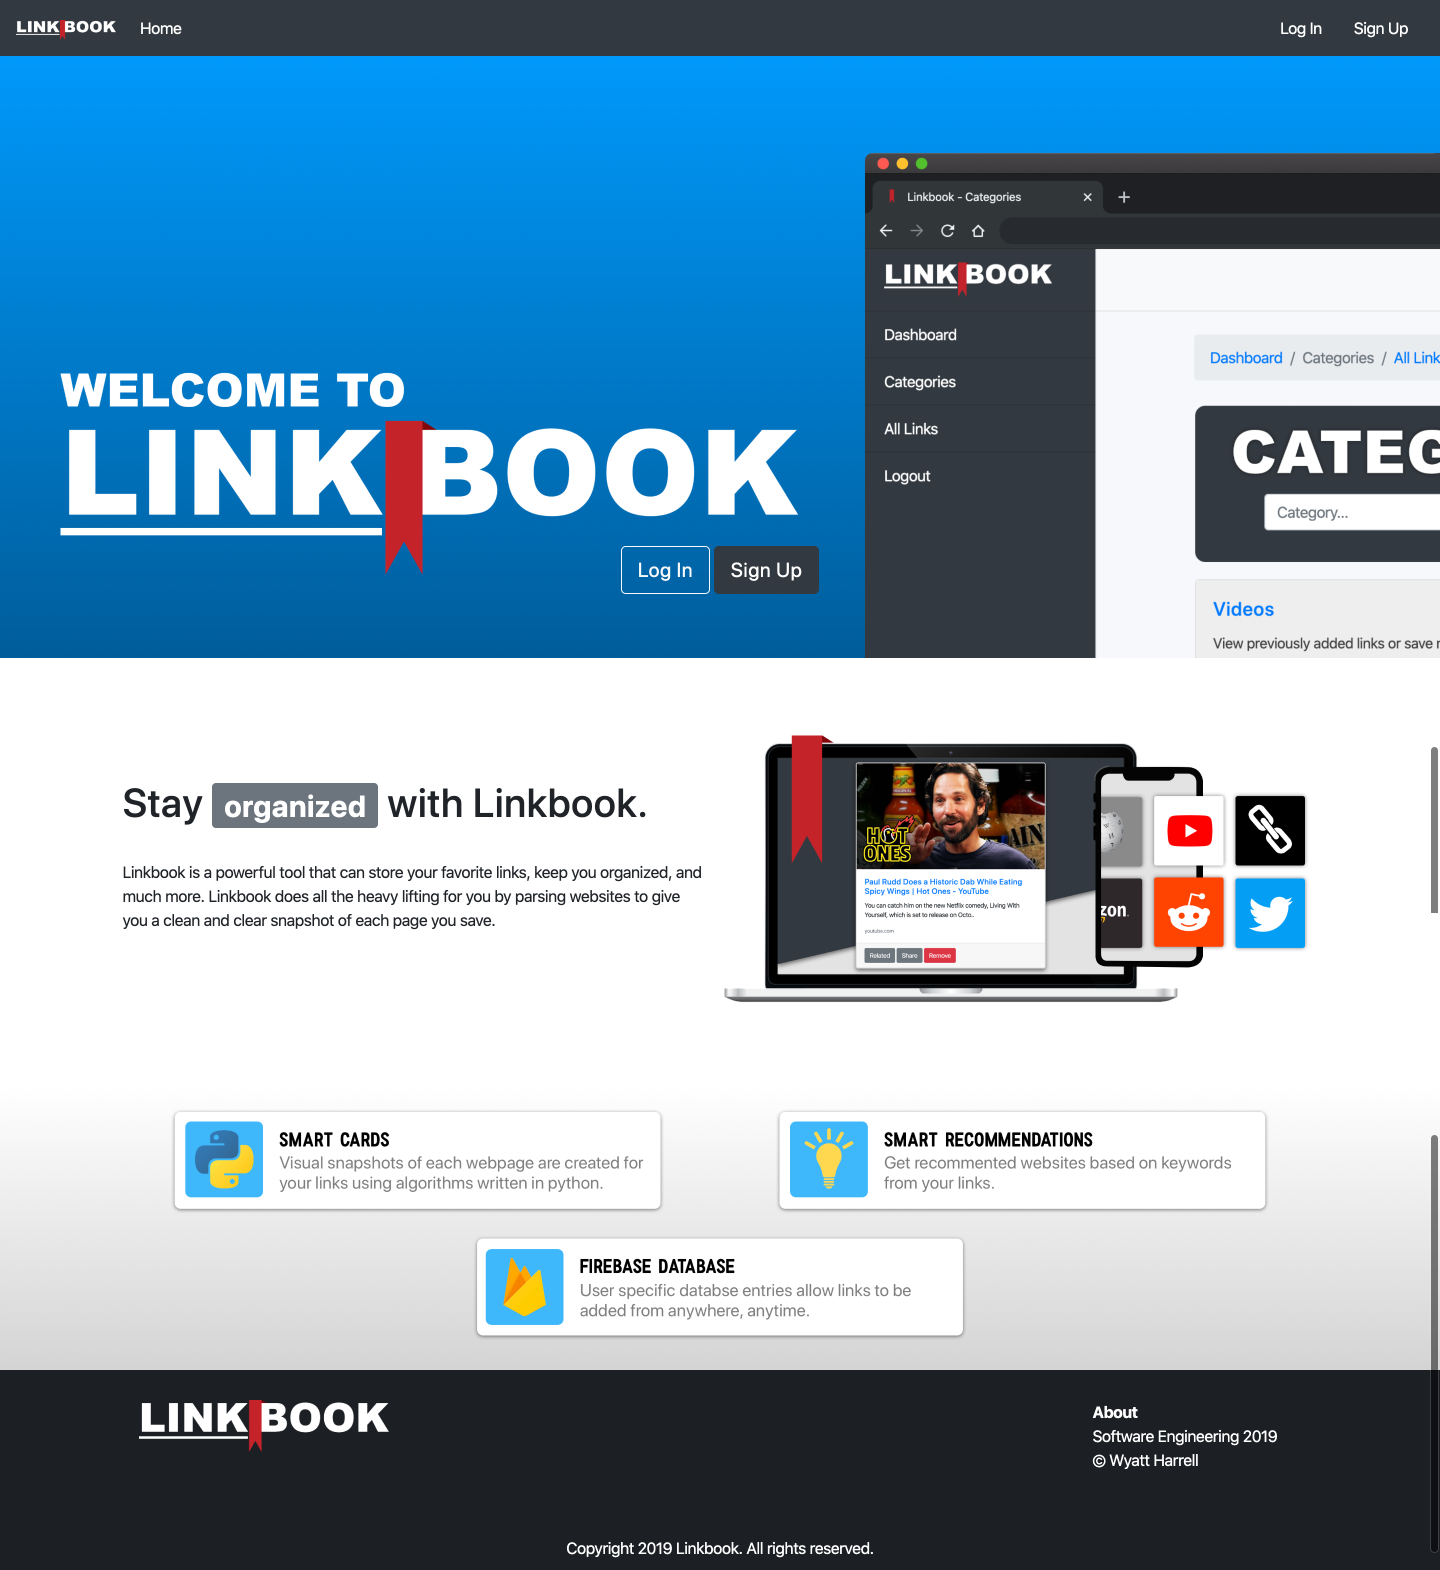 LINKBOOK Home Log In Sign Up
Linkbook - Categories
LINKBOOK
Dashboard
Categories
All Links
Logout
Dashboard / Categories / All Link
CATEG
Category...
Videos
View previously added links or save
WELCOME TO
LINKBOOK
Log In Sign Up
Stay organized with Linkbook.
Linkbook is a powerful tool that can store your favorite links, keep you organized, and
much more. Linkbook does all the heavy lifting for you by parsing websites to give
you a clean and clear snapshot of each page you save.
HOT
ONES
AIN
Paul Rudd Does a Historic Dab While Eating
Spicy Wings | Hot Ones - YouTube
You can catch him on the new Netflix comedy, Living With
Yourself, which is set to release on Octo..
youtube.com
Related Share Remove
zon
SMART CARDS
Visual snapshots of each webpage are created for
your links using algorithms written in python.
SMART RECOMMENDATIONS
Get recommented websites based on keywords
from your links.
FIREBASE DATABASE
User specific databse entries allow links to be
added from anywhere, anytime.
LINKBOOK
About
Software Engineering 2019
© Wyatt Harrell
Copyright 2019 Linkbook. All rights reserved.